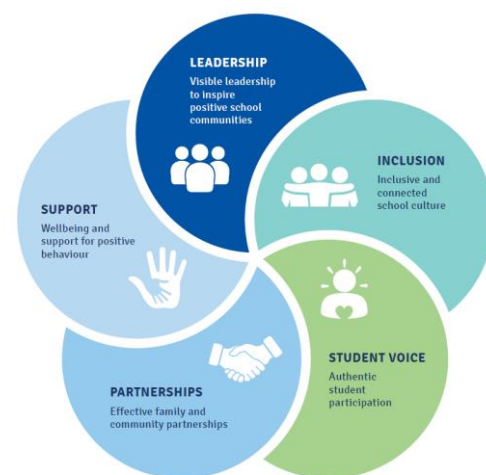 LEADERSHIP
Visible leadership
to inspire
positive school
communities
INCLUSION
Inclusive and
connected
school culture
STUDENT VOICE
Authentic
student
participation
PARTNERSHIPS
Effective family and
community partnerships
SUPPORT
Wellbeing and
support for positive
behaviour